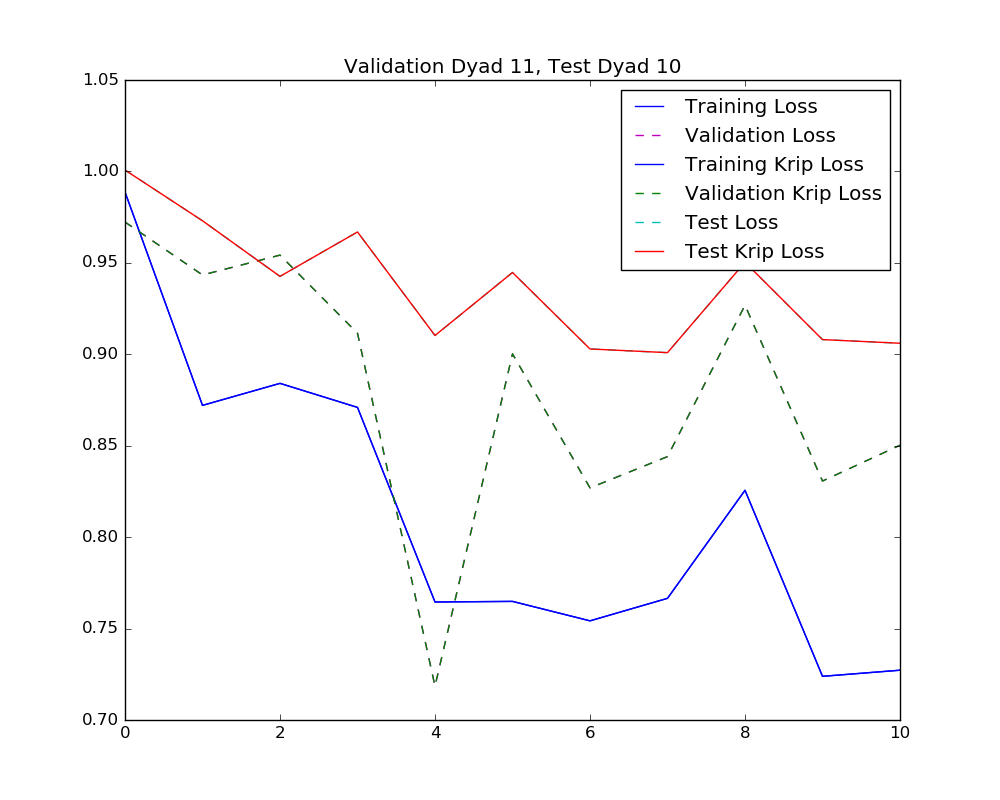 Validation Dyad 11, Test Dyad 10
1.05
1.00
0.95
0.90
0.85
0.80
0.75
0.70
0 2 4 6 8 10
Training Loss
Validation Loss
Training Krip Loss
Validation Krip Loss
Test Loss
Test Krip Loss